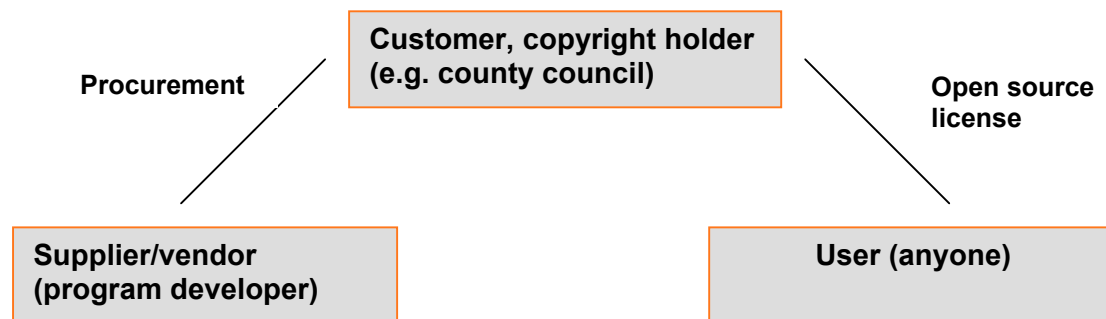 Customer, copyright holder
(e.g. county council)
Procurement
Open source
license
Supplier/vendor
(program developer)
User (anyone)